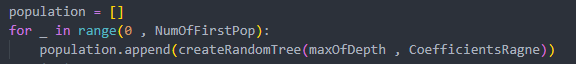 population = []
for _ in range(0 , NumOfFirstPop):
    population.append(createRandomTree(maxOfDepth , CoefficientsRagne))